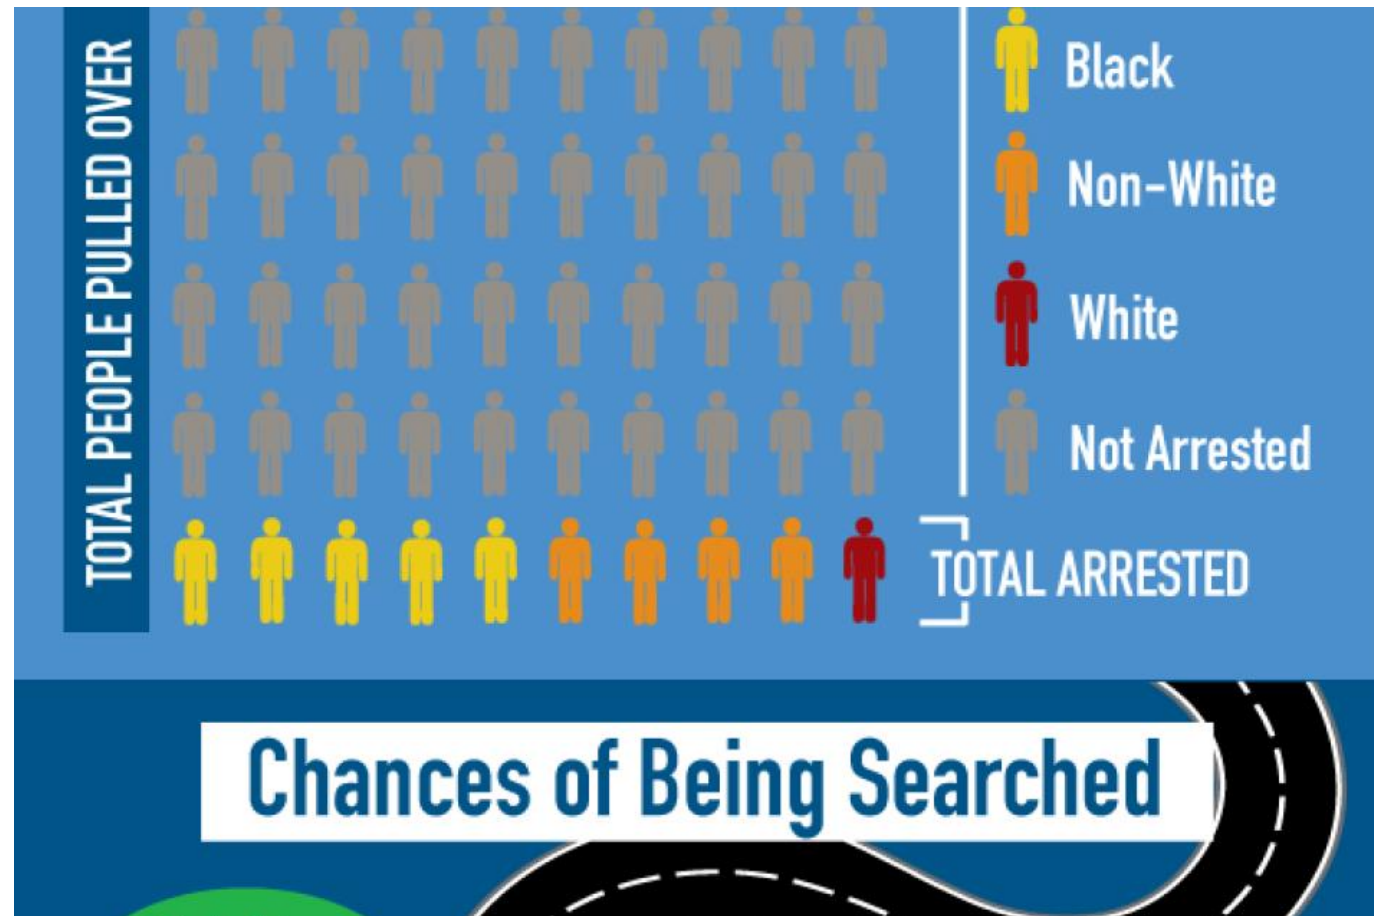 TOTAL PEOPLE PULLED OVER
Black
Non-White
White
Not Arrested
TOTAL ARRESTED
Chances of Being Searched